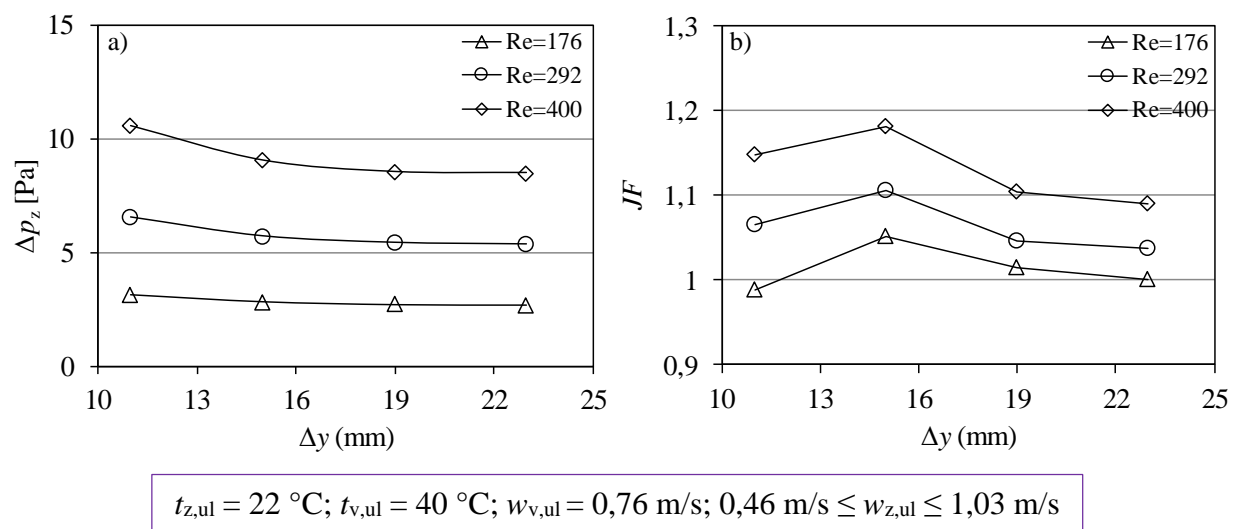 a)
Re=176
Re=292
Re=400
15
10
5
0
Δp_z [Pa]
10 13 16 19 22 25
Δy (mm)
b)
Re=176
Re=292
Re=400
1,3
1,2
1,1
1
0,9
JF
10 13 16 19 22 25
Δy (mm)
t_z,ul = 22 °C; t_v,ul = 40 °C; w_v,ul = 0,76 m/s; 0,46 m/s ≤ w_z,ul ≤ 1,03 m/s